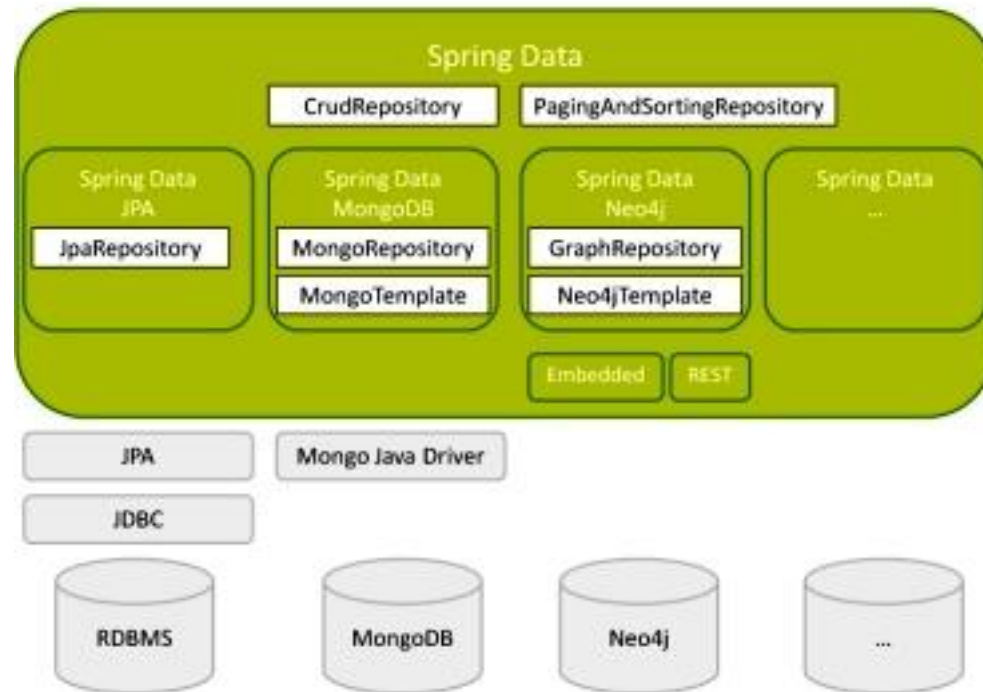 Spring Data
CrudRepository
PagingAndSortingRepository
Spring Data
JPA
JpaRepository
Spring Data
MongoDB
MongoRepository
MongoTemplate
Spring Data
Neo4j
GraphRepository
Neo4jTemplate
Spring Data
...
Embedded
REST
JPA
Mongo Java Driver
JDBC
RDBMS
MongoDB
Neo4j
...